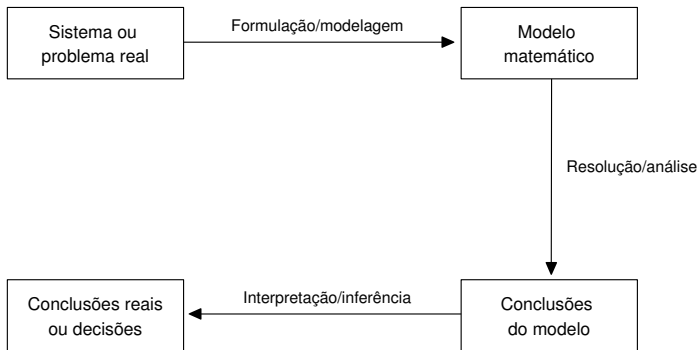 Sistema ou
problema real
Formulação/modelagem
Modelo
matemático
Resolução/análise
Conclusões reais
ou decisões
Interpretação/inferência
Conclusões
do modelo